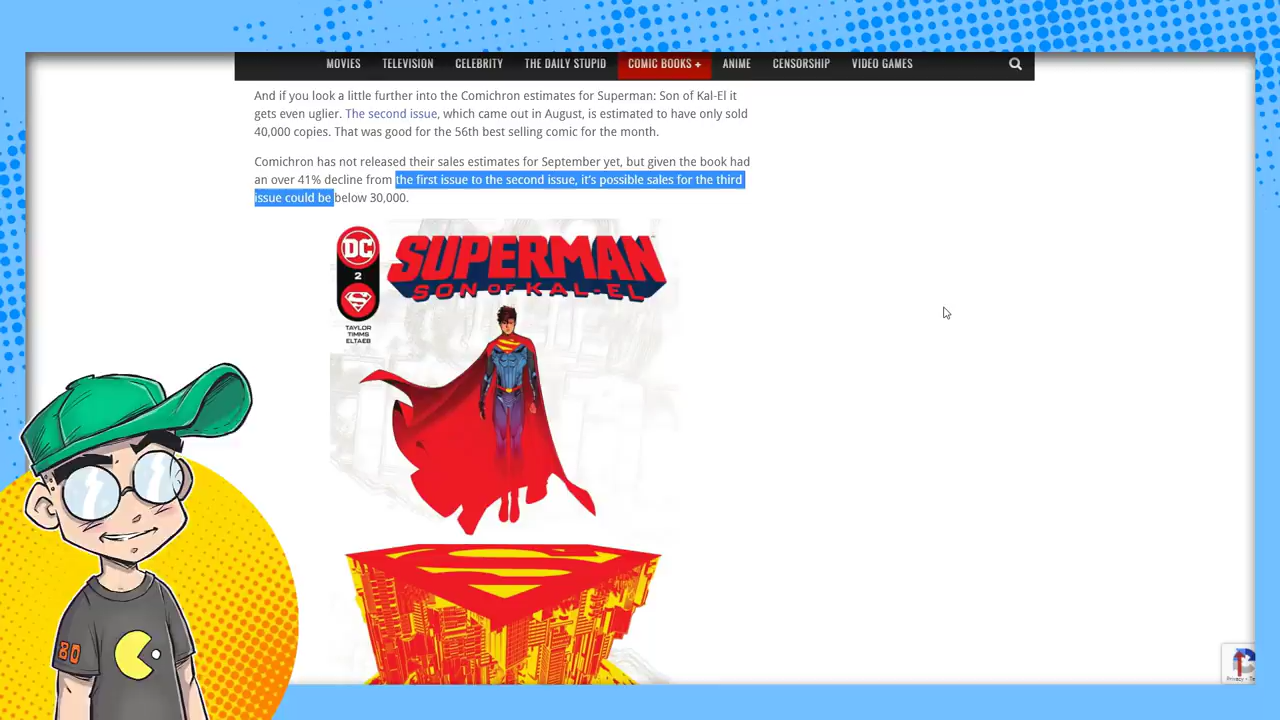 MOVIES TELEVISION CELEBRITY THE DAILY STUPID COMIC BOOKS + ANIME CENSORSHIP VIDEO GAMES
And if you look a little further into the Comichron estimates for Superman: Son of Kal-El it
gets even uglier. The second issue, which came out in August, is estimated to have only sold
40,000 copies. That was good for the 56th best selling comic for the month.
Comichron has not released their sales estimates for September yet, but given the book had
an over 41% decline from the first issue to the second issue, it's possible sales for the third
issue could be below 30,000.
DC
2
TAYLOR
TIMMS
ELTAEB
SUPERMAN
SON OF KAL-EL
80